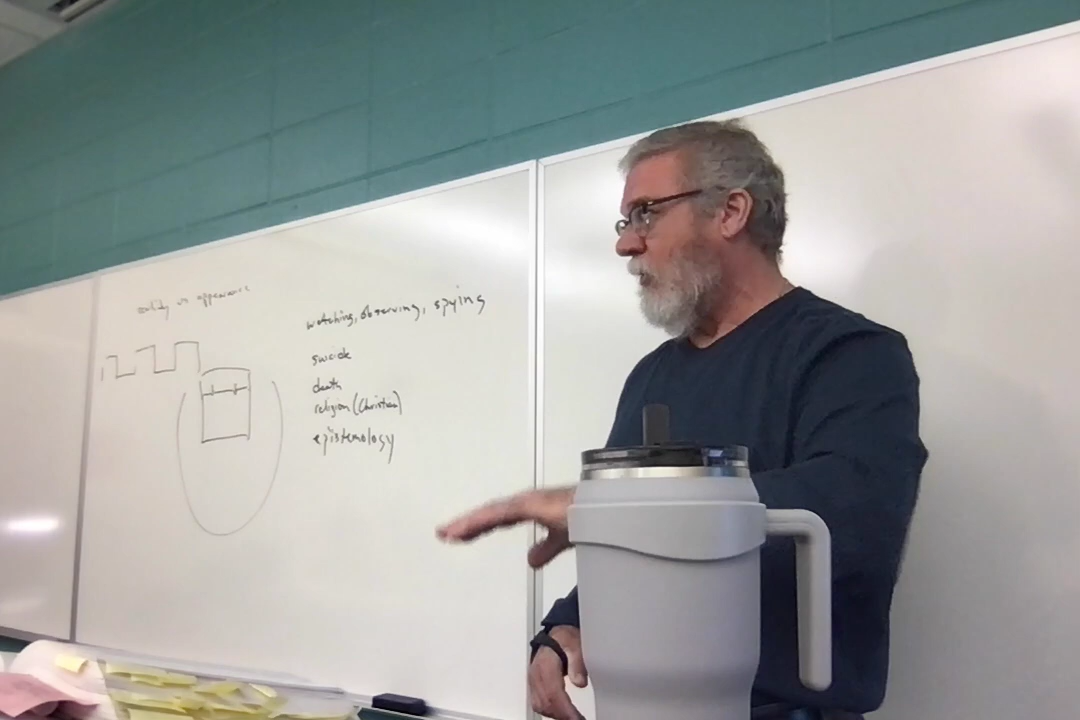 reality vs appearance
watching, observing, spying
suicide
death
religion (Christian)
epistemology